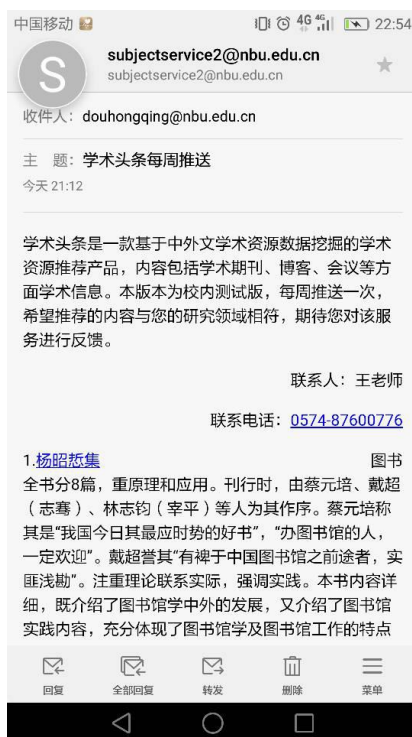 中国移动 4G 4G 22:54
S
subjectservice2@nbu.edu.cn
subjectservice2@nbu.edu.cn
收件人：douhongqing@nbu.edu.cn
主 题：学术头条每周推送
今天 21:12
学术头条是一款基于中外文学术资源数据挖掘的学术
资源推荐产品，内容包括学术期刊、博客、会议等方
面学术信息。本版本为校内测试版，每周推送一次，
希望推荐的内容与您的研究领域相符，期待您对该服
务进行反馈。
联系人：王老师
联系电话：0574-87600776
1.杨昭悊集 图书
全书分8篇，重原理和应用。刊行时，由蔡元培、戴超
（志骞）、林志钧（宰平）等人为其作序。蔡元培称
其是“我国今日其最应时势的好书”，“办图书馆的人，
一定欢迎”。戴超誉其“有裨于中国图书馆之前途者，实
匪浅勘”。注重理论联系实际，强调实践。本书内容详
细，既介绍了图书馆学中外的发展，又介绍了图书馆
实践内容，充分体现了图书馆学及图书馆工作的特点
回复 全部回复 转发 删除 菜单